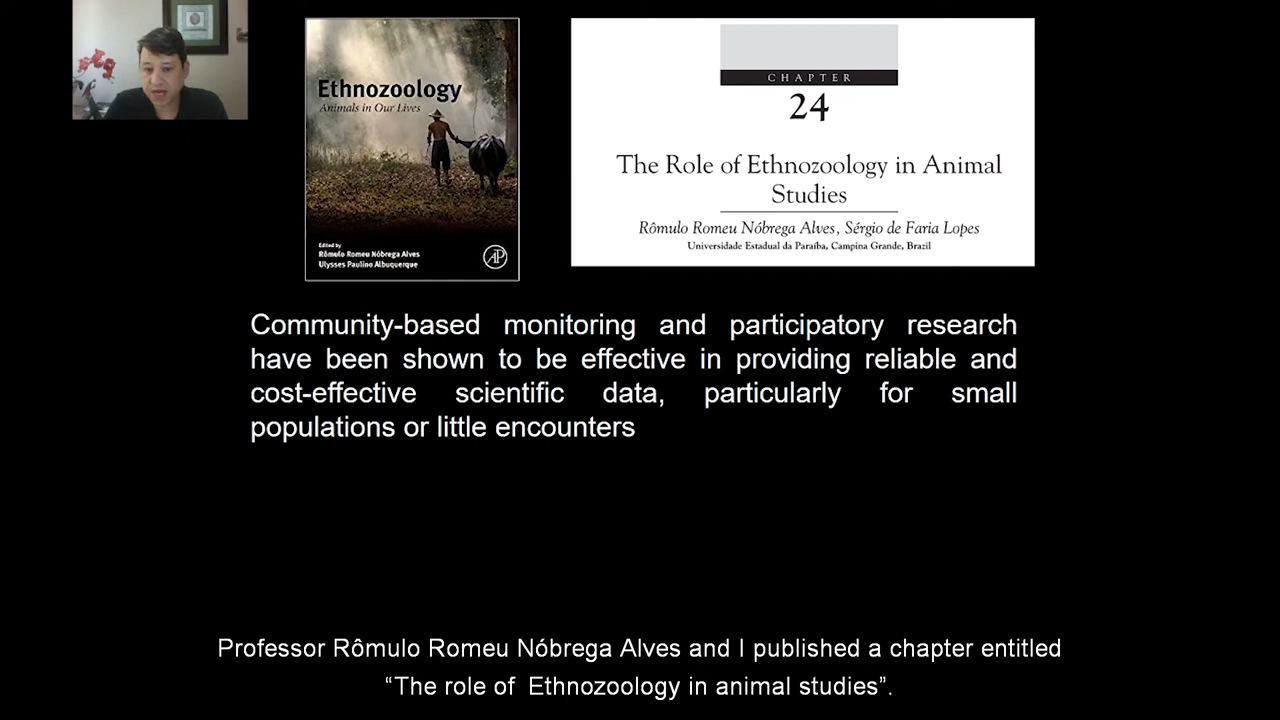 Ethnozoology
Animals in Our Lives
Edited by
Rômulo Romeu Nóbrega Alves
Ulysses Paulino Albuquerque
AP
CHAPTER
24
The Role of Ethnozoology in Animal
Studies
Rômulo Romeu Nóbrega Alves, Sérgio de Faria Lopes
Universidade Estadual da Paraíba, Campina Grande, Brazil
Community-based monitoring and participatory research
have been shown to be effective in providing reliable and
cost-effective scientific data, particularly for small
populations or little encounters
Professor Rômulo Romeu Nóbrega Alves and I published a chapter entitled
“The role of Ethnozoology in animal studies”.